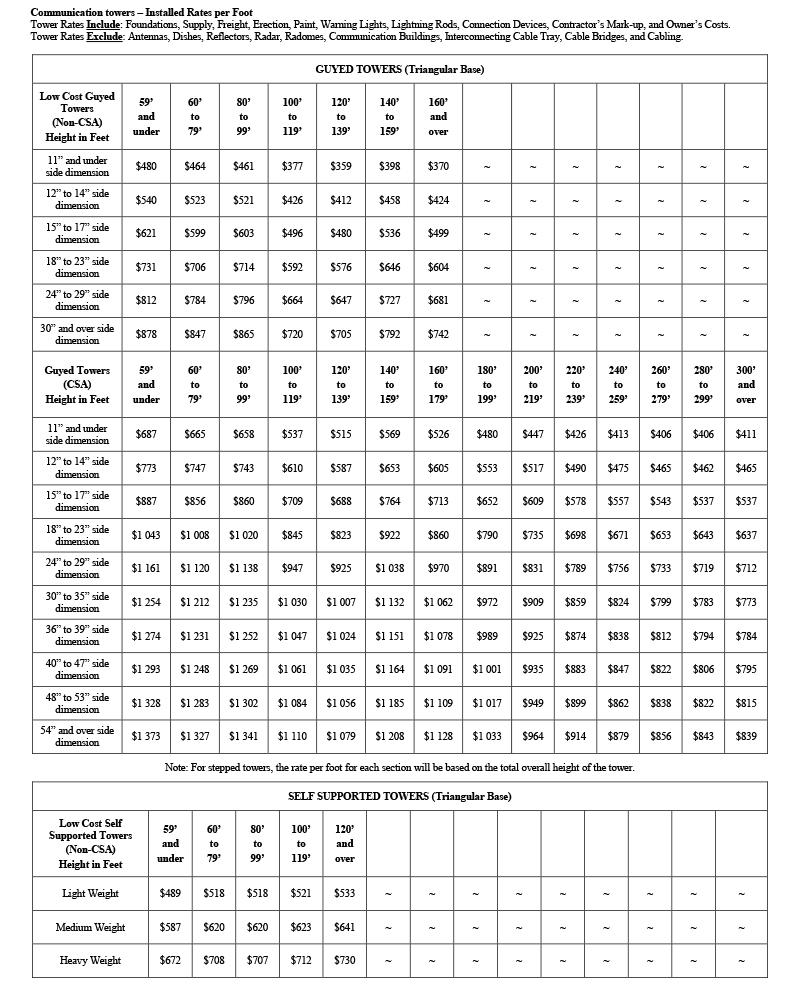 Communication towers – Installed Rates per Foot
Tower Rates Include: Foundations, Supply, Freight, Erection, Paint, Warning Lights, Lightning Rods, Connection Devices, Contractor’s Mark-up, and Owner’s Costs.
Tower Rates Exclude: Antennas, Dishes, Reflectors, Radar, Radomes, Communication Buildings, Interconnecting Cable Tray, Cable Bridges, and Cabling.
GUYED TOWERS (Triangular Base)
Low Cost Guyed Towers (Non-CSA) Height in Feet 59’ and under 60’ to 79’ 80’ to 99’ 100’ to 119’ 120’ to 139’ 140’ to 159’ 160’ and over
11” and under side dimension $480 $464 $461 $377 $359 $398 $370 ~ ~ ~ ~ ~ ~ ~
12” to 14” side dimension $540 $523 $521 $426 $412 $458 $424 ~ ~ ~ ~ ~ ~ ~
15” to 17” side dimension $621 $599 $603 $496 $480 $536 $499 ~ ~ ~ ~ ~ ~ ~
18” to 23” side dimension $731 $706 $714 $592 $576 $646 $604 ~ ~ ~ ~ ~ ~ ~
24” to 29” side dimension $812 $784 $796 $664 $647 $727 $681 ~ ~ ~ ~ ~ ~ ~
30” and over side dimension $878 $847 $865 $720 $705 $792 $742 ~ ~ ~ ~ ~ ~ ~
Guyed Towers (CSA) Height in Feet 59’ and under 60’ to 79’ 80’ to 99’ 100’ to 119’ 120’ to 139’ 140’ to 159’ 160’ to 179’ 180’ to 199’ 200’ to 219’ 220’ to 239’ 240’ to 259’ 260’ to 279’ 280’ to 299’ 300’ and over
11” and under side dimension $687 $665 $658 $537 $515 $569 $526 $480 $447 $426 $413 $406 $406 $411
12” to 14” side dimension $773 $747 $743 $610 $587 $653 $605 $553 $517 $490 $475 $465 $462 $465
15” to 17” side dimension $887 $856 $860 $709 $688 $764 $713 $652 $609 $578 $557 $543 $537 $537
18” to 23” side dimension $1 043 $1 008 $1 020 $845 $823 $922 $860 $790 $735 $698 $671 $653 $643 $637
24” to 29” side dimension $1 161 $1 120 $1 138 $947 $925 $1 038 $970 $891 $831 $789 $756 $733 $719 $712
30” to 35” side dimension $1 254 $1 212 $1 235 $1 030 $1 007 $1 132 $1 062 $972 $909 $859 $824 $799 $783 $773
36” to 39” side dimension $1 274 $1 231 $1 252 $1 047 $1 024 $1 151 $1 078 $989 $925 $874 $838 $812 $794 $784
40” to 47” side dimension $1 293 $1 248 $1 269 $1 061 $1 035 $1 164 $1 091 $1 001 $935 $883 $847 $822 $806 $795
48” to 53” side dimension $1 328 $1 283 $1 302 $1 084 $1 056 $1 185 $1 109 $1 017 $949 $899 $862 $838 $822 $815
54” and over side dimension $1 373 $1 327 $1 341 $1 110 $1 079 $1 208 $1 128 $1 033 $964 $914 $879 $856 $843 $839
Note: For stepped towers, the rate per foot for each section will be based on the total overall height of the tower.
SELF SUPPORTED TOWERS (Triangular Base)
Low Cost Self Supported Towers (Non-CSA) Height in Feet 59’ and under 60’ to 79’ 80’ to 99’ 100’ to 119’ 120’ and over
Light Weight $489 $518 $518 $521 $533 ~ ~ ~ ~ ~ ~ ~ ~ ~
Medium Weight $587 $620 $620 $623 $641 ~ ~ ~ ~ ~ ~ ~ ~ ~
Heavy Weight $672 $708 $707 $712 $730 ~ ~ ~ ~ ~ ~ ~ ~ ~